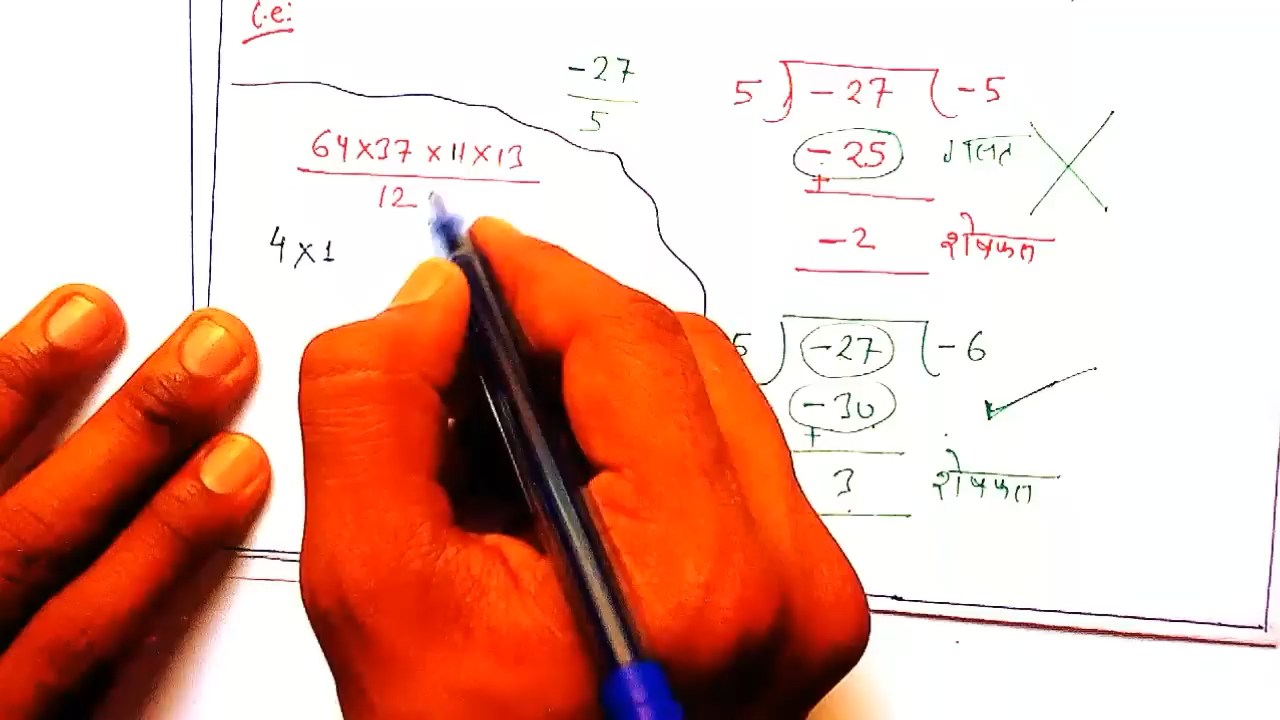 i.e:
-27
5
64×37×11×13
12
4×1
5) -27 (-5
-25 गलत
+
-2 शेषफल
5) -27 (-6
-30
+
3 शेषफल